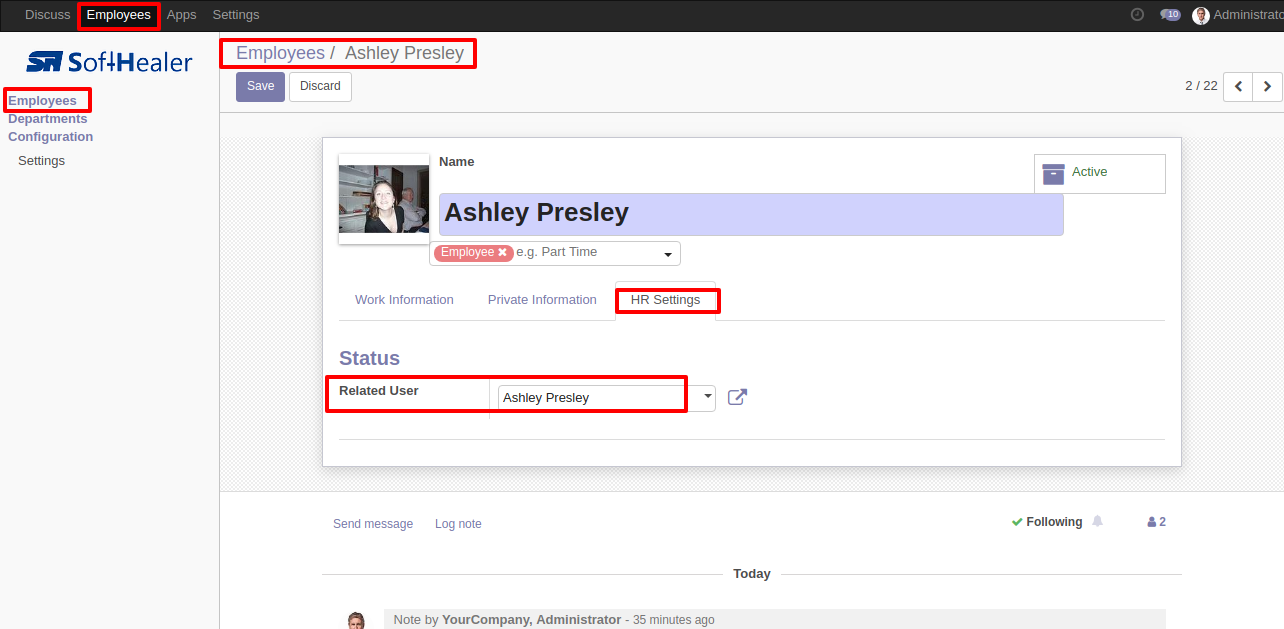 Discuss Employees Apps Settings 10 Administrato
SoftHealer
Employees
Departments
Configuration
Settings
Employees / Ashley Presley
Save Discard 2 / 22
Name
Active
Ashley Presley
Employee ✖ e.g. Part Time
Work Information Private Information HR Settings
Status
Related User Ashley Presley
Send message Log note Following 2
Today
Note by YourCompany, Administrator - 35 minutes ago